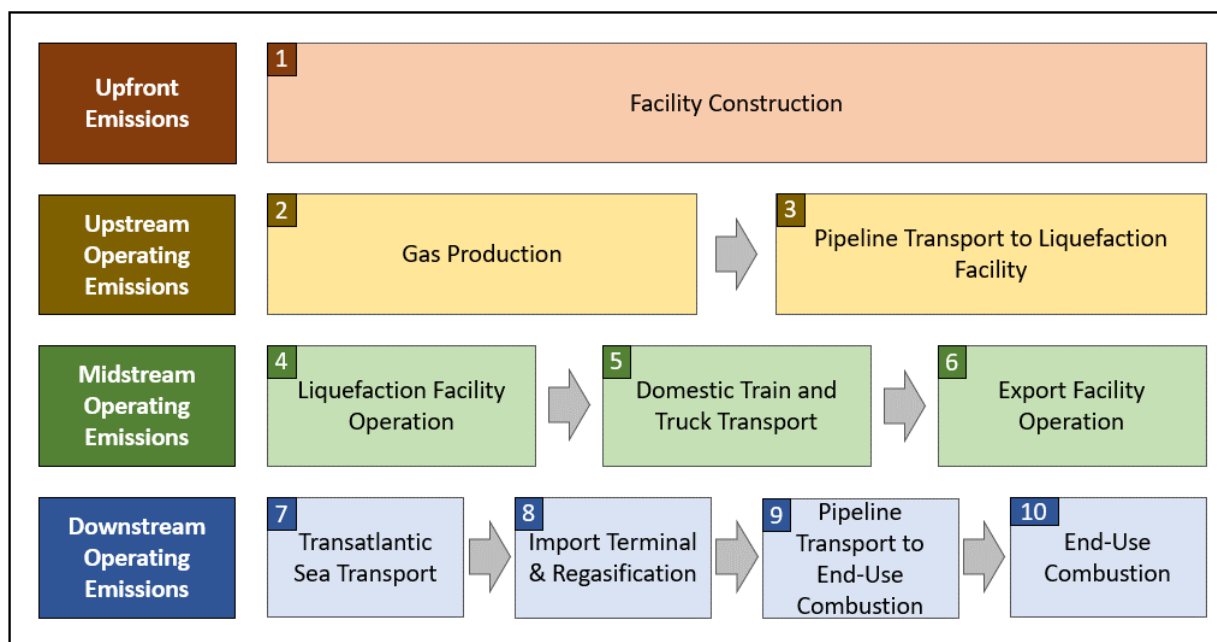 Upfront
Emissions
1
Facility Construction
Upstream
Operating
Emissions
2
Gas Production
3
Pipeline Transport to Liquefaction
Facility
Midstream
Operating
Emissions
4
Liquefaction Facility
Operation
5
Domestic Train and
Truck Transport
6
Export Facility
Operation
Downstream
Operating
Emissions
7
Transatlantic
Sea Transport
8
Import Terminal
& Regasification
9
Pipeline
Transport to
End-Use
Combustion
10
End-Use
Combustion